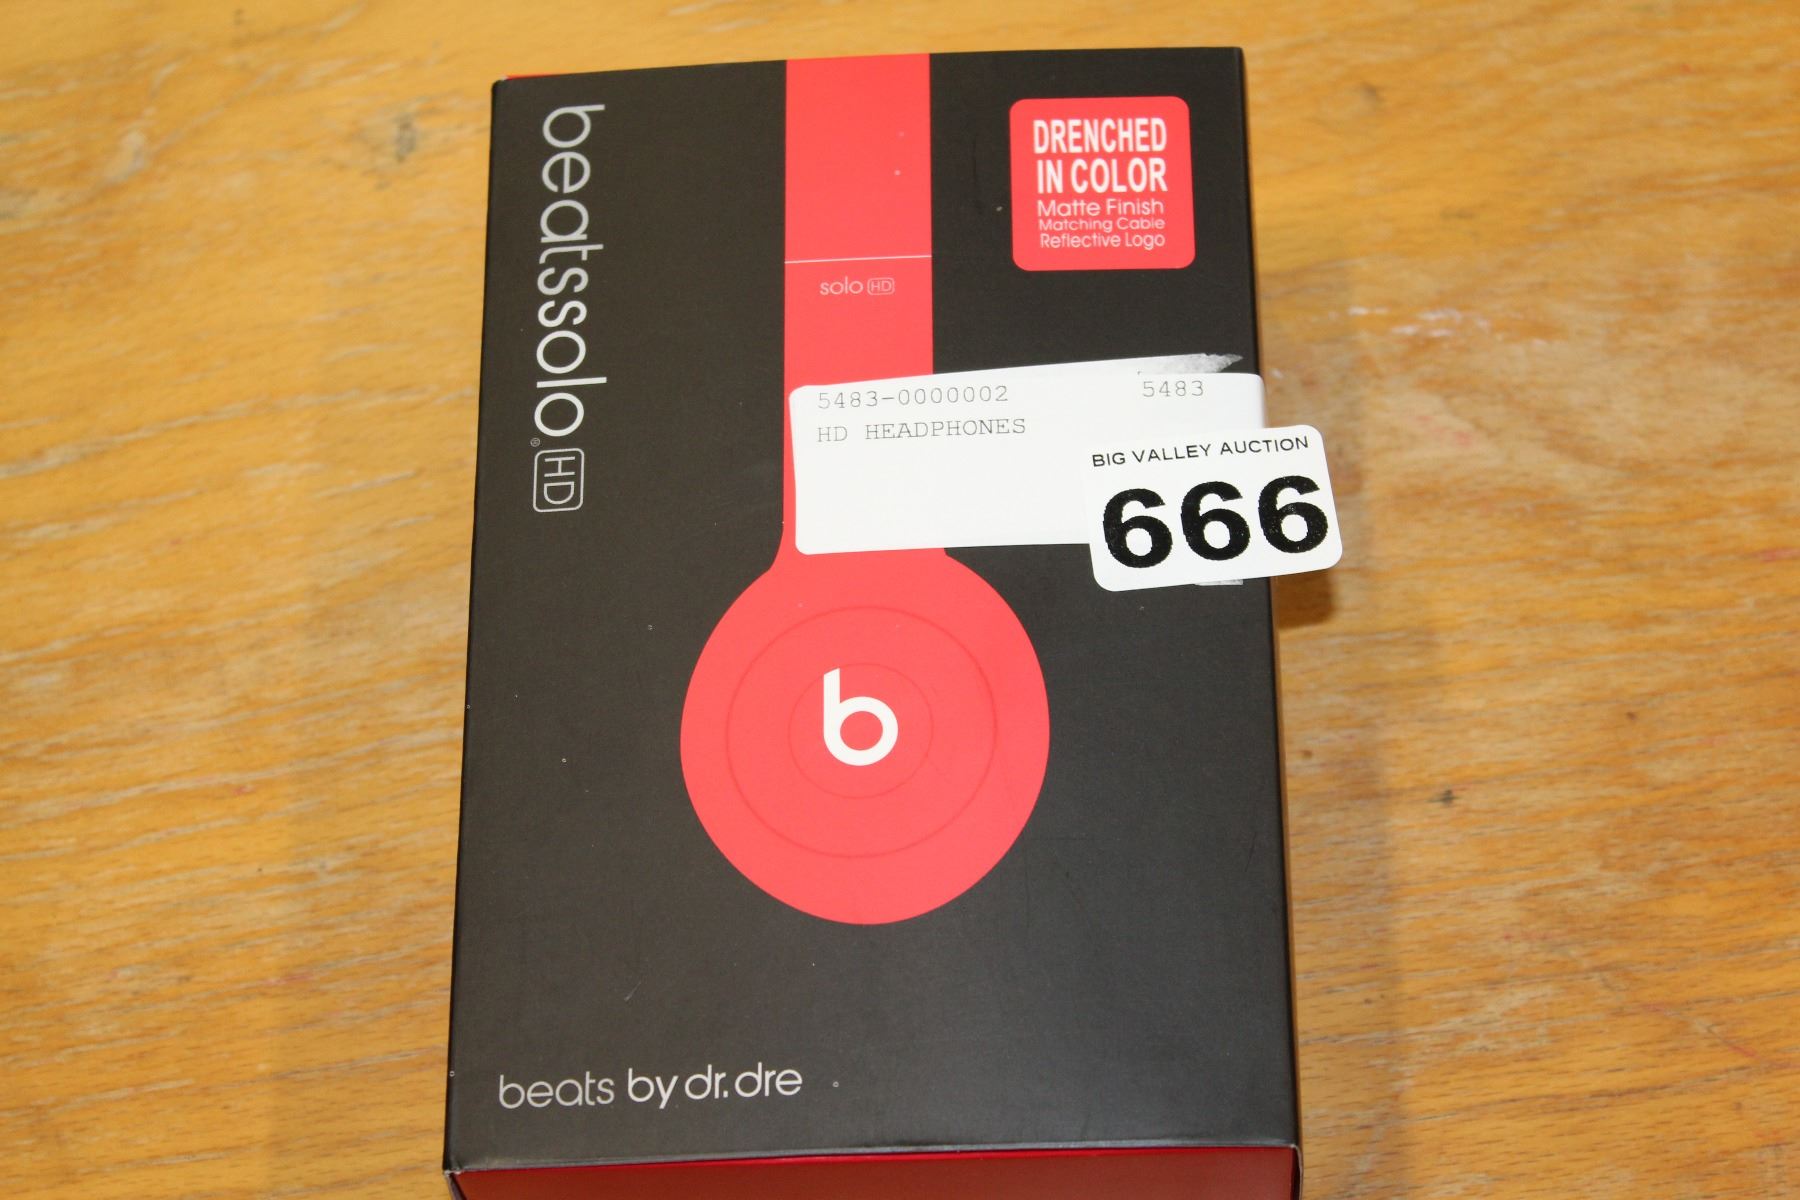 beatssolo HD
DRENCHED
IN COLOR
Matte Finish
Matching Cable
Reflective Logo
solo HD
5483-0000002 5483
HD HEADPHONES
BIG VALLEY AUCTION
666
b
beats by dr. dre